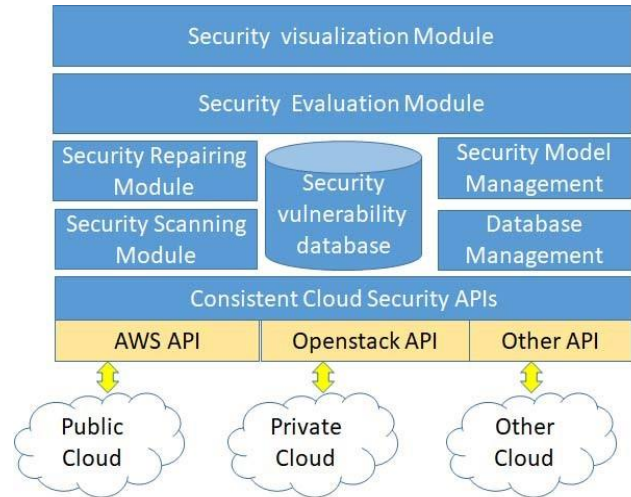 Security visualization Module
Security Evaluation Module
Security Repairing
Module
Security Scanning
Module
Security
vulnerability
database
Security Model
Management
Database
Management
Consistent Cloud Security APIs
AWS API
Openstack API
Other API
Public
Cloud
Private
Cloud
Other
Cloud